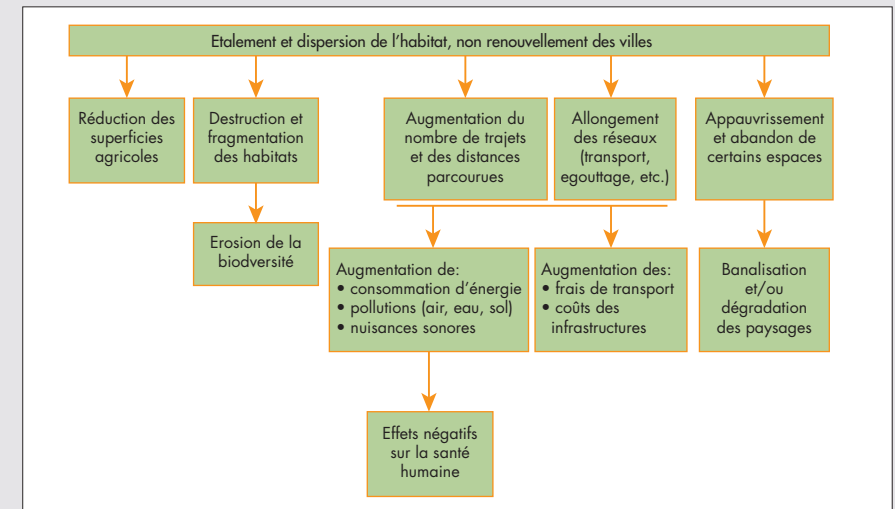 Etalement et dispersion de l'habitat, non renouvellement des villes
Réduction des
superficies
agricoles
Destruction et
fragmentation
des habitats
Augmentation du
nombre de trajets
et des distances
parcourues
Allongement
des réseaux
(transport,
egouttage, etc.)
Appauvrissement
et abandon de
certains espaces
Erosion de la
biodiversité
Augmentation de:
• consommation d'énergie
• pollutions (air, eau, sol)
• nuisances sonores
Augmentation des:
• frais de transport
• coûts des
infrastructures
Banalisation
et/ou
dégradation
des paysages
Effets négatifs
sur la santé
humaine